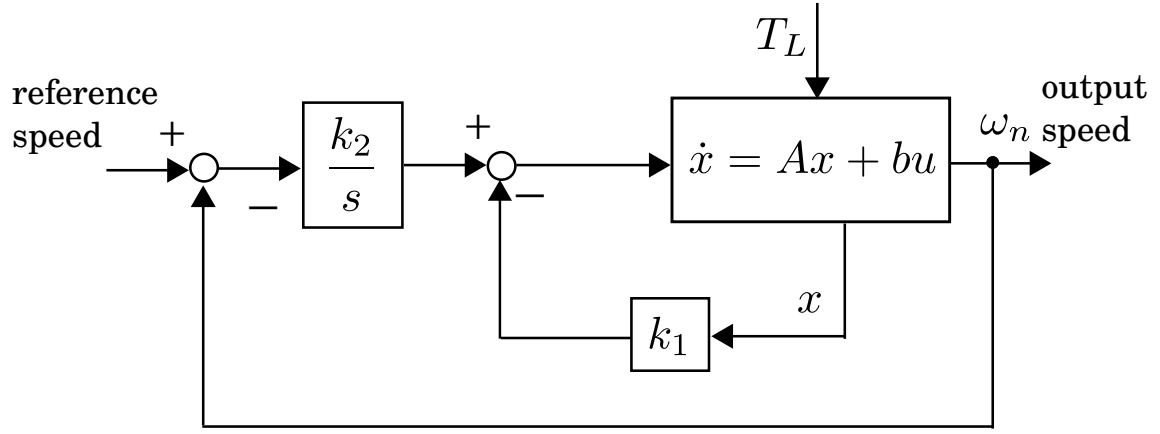 T_L
reference
speed
+
−
k_2
s
+
−
ẋ = Ax + bu
ω_n
output
speed
x
k_1